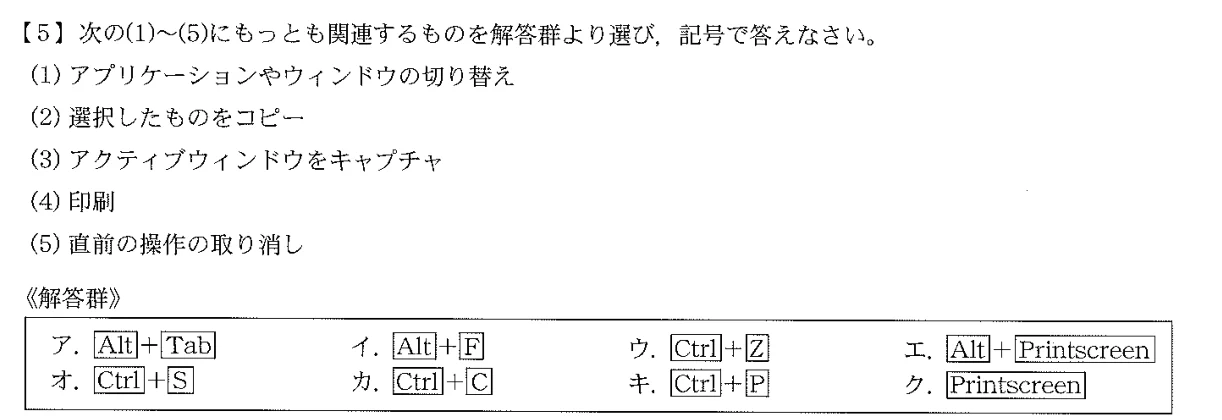 【5】次の(1)～(5)にもっとも関連するものを解答群より選び，記号で答えなさい。
(1) アプリケーションやウィンドウの切り替え
(2) 選択したものをコピー
(3) アクティブウィンドウをキャプチャ
(4) 印刷
(5) 直前の操作の取り消し
《解答群》
ア．Alt+Tab　イ．Alt+F　ウ．Ctrl+Z　エ．Alt+Printscreen
オ．Ctrl+S　カ．Ctrl+C　キ．Ctrl+P　ク．Printscreen